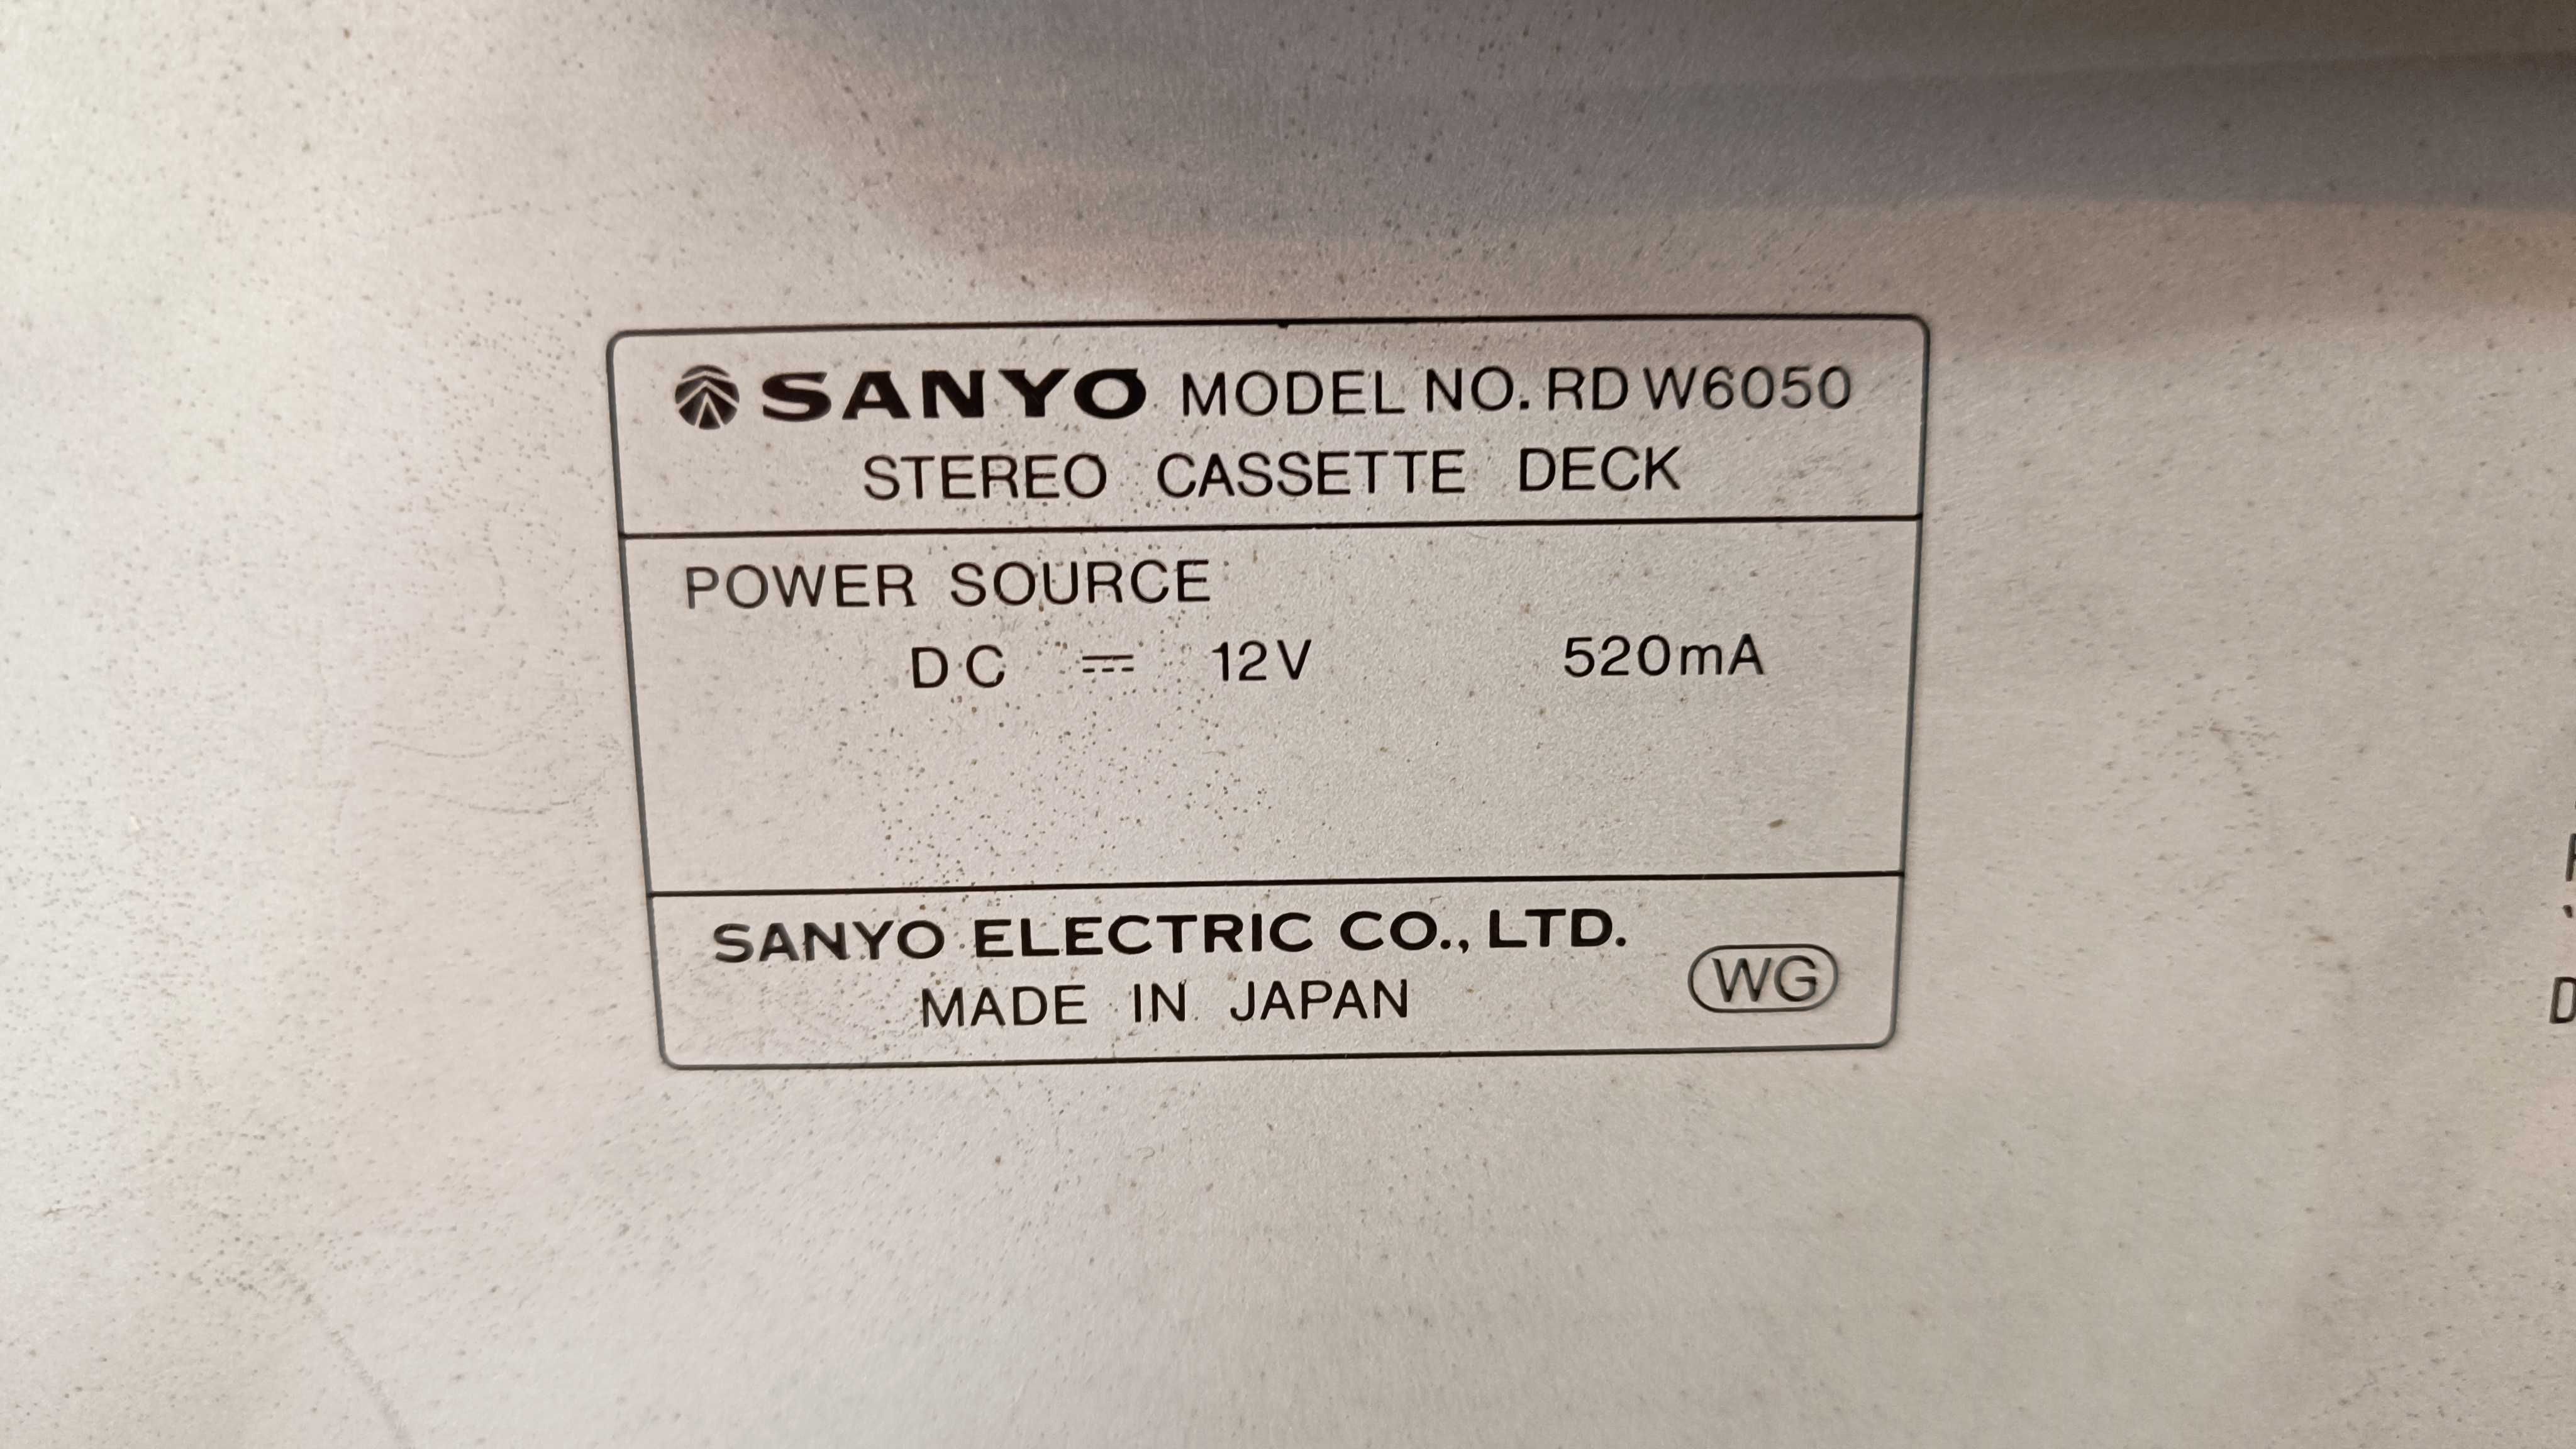 SANYO MODEL NO. RD W6050
STEREO CASSETTE DECK
POWER SOURCE
DC ⎓ 12V 520mA
SANYO ELECTRIC CO., LTD.
MADE IN JAPAN
WG
D